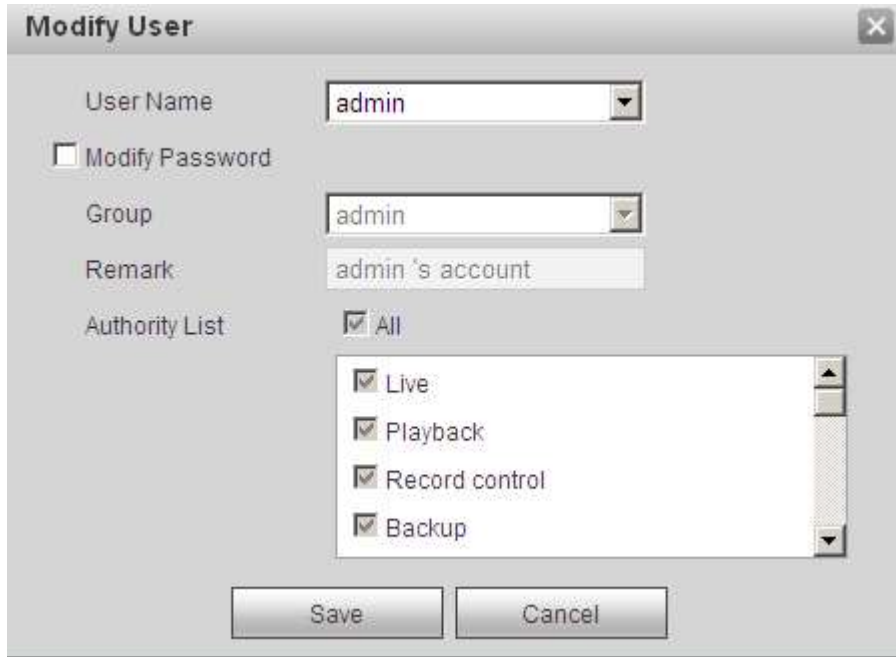 Modify User
User Name admin
Modify Password
Group admin
Remark admin 's account
Authority List All
Live
Playback
Record control
Backup
Save Cancel